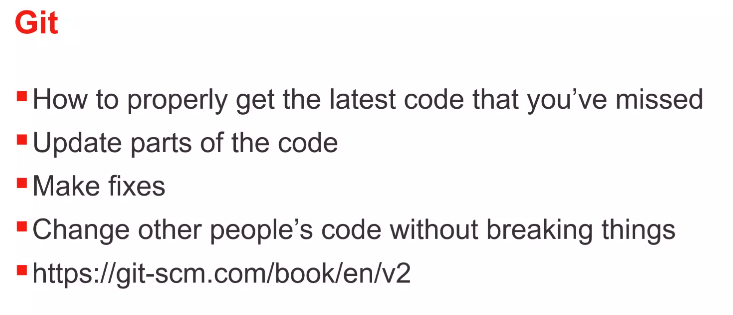 Git
▪How to properly get the latest code that you’ve missed
▪Update parts of the code
▪Make fixes
▪Change other people’s code without breaking things
▪https://git-scm.com/book/en/v2